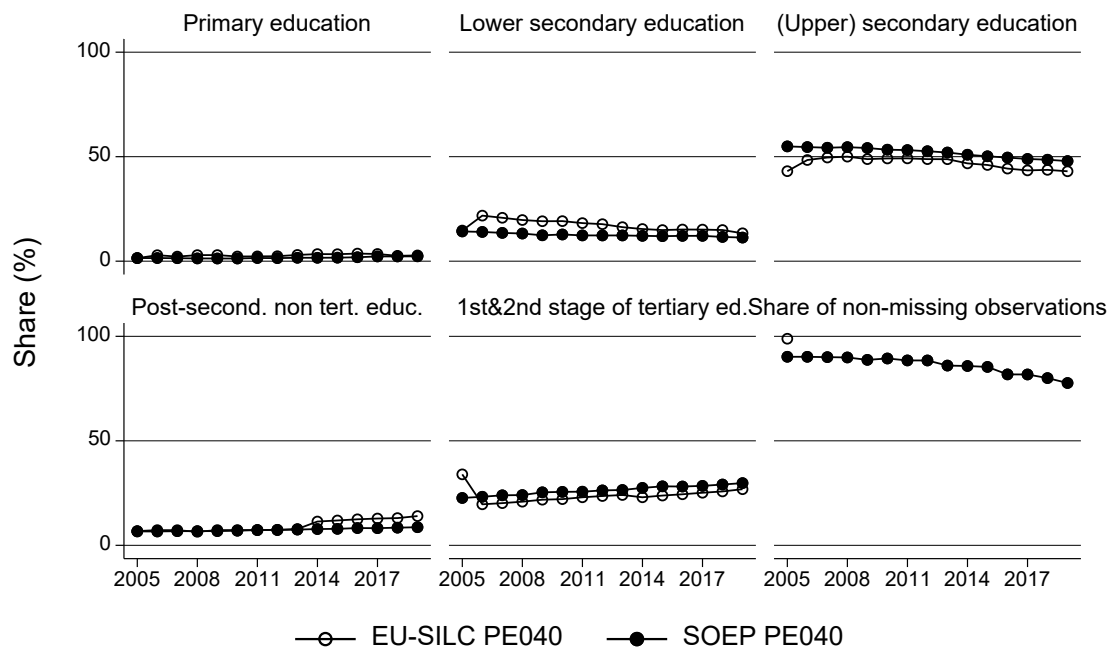 Primary education
Lower secondary education
(Upper) secondary education
100
50
0
Post-second. non tert. educ.
1st&2nd stage of tertiary ed.
Share of non-missing observations
100
50
0
Share (%)
2005 2008 2011 2014 2017
2005 2008 2011 2014 2017
2005 2008 2011 2014 2017
EU-SILC PE040
SOEP PE040